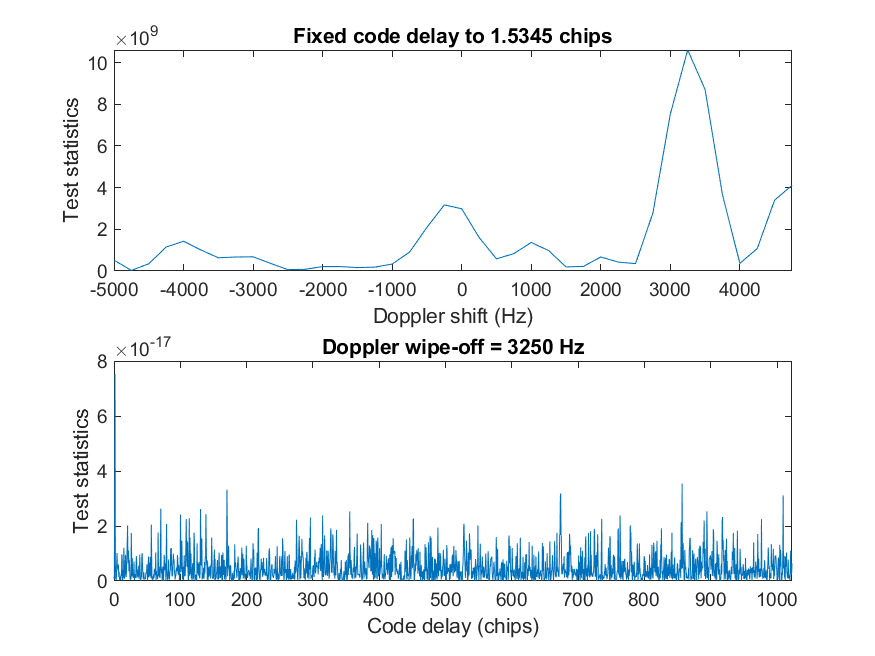 Fixed code delay to 1.5345 chips
×10^9
10
8
6
4
2
0
Test statistics
-5000 -4000 -3000 -2000 -1000 0 1000 2000 3000 4000
Doppler shift (Hz)
Doppler wipe-off = 3250 Hz
×10^-17
8
6
4
2
0
Test statistics
0 100 200 300 400 500 600 700 800 900 1000
Code delay (chips)